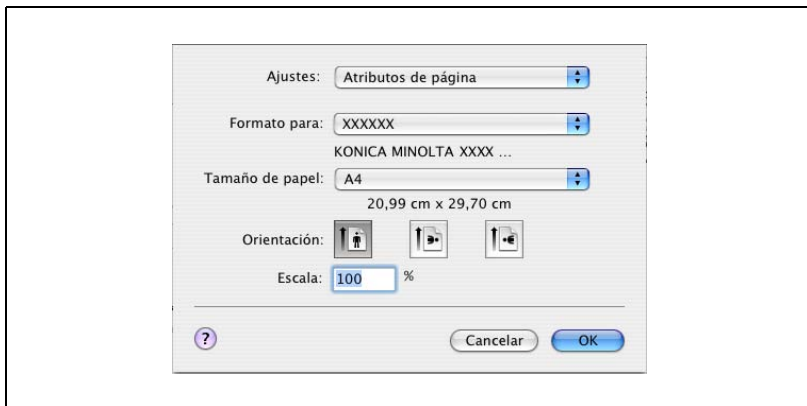 Ajustes: Atributos de página
Formato para: XXXXXX
KONICA MINOLTA XXXX ...
Tamaño de papel: A4
20,99 cm x 29,70 cm
Orientación:
Escala: 100 %
? Cancelar OK